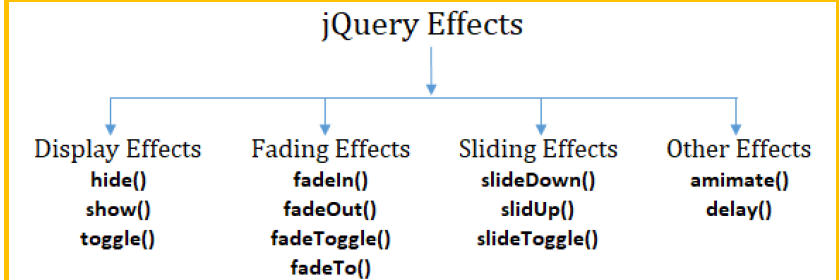 jQuery Effects
Display Effects
hide()
show()
toggle()
Fading Effects
fadeIn()
fadeOut()
fadeToggle()
fadeTo()
Sliding Effects
slideDown()
slidUp()
slideToggle()
Other Effects
amimate()
delay()